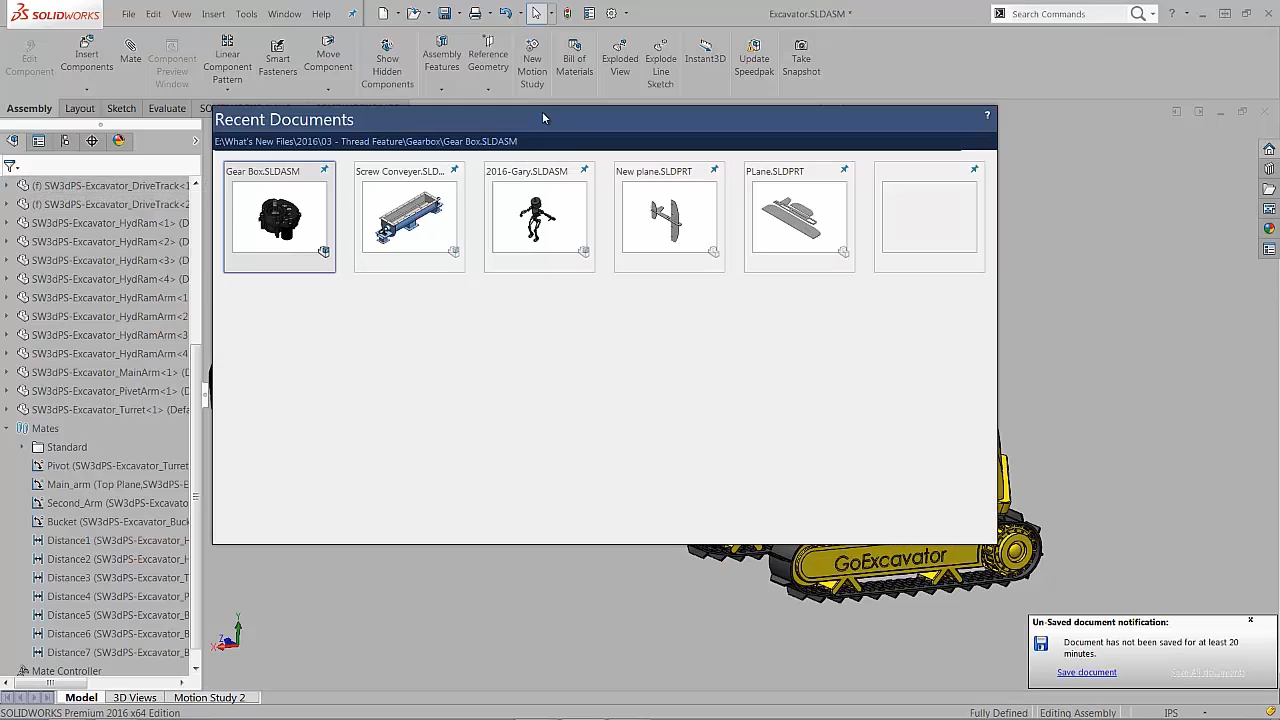 SOLIDWORKS File Edit View Insert Tools Window Help Excavator.SLDASM * Search Commands ?
Edit Component
Insert Components
Mate
Component Preview Window
Linear Component Pattern
Smart Fasteners
Move Component
Show Hidden Components
Assembly Features
Reference Geometry
New Motion Study
Bill of Materials
Exploded View
Explode Line Sketch
Instant3D
Update Speedpak
Take Snapshot
Assembly Layout Sketch Evaluate
Recent Documents ?
E:\What's New Files\2016\03 - Thread Feature\Gearbox\Gear Box.SLDASM
Gear Box.SLDASM Screw Conveyer.SLD... 2016-Gary.SLDASM New plane.SLDPRT PLane.SLDPRT
(f) SW3dPS-Excavator_DriveTrack<1
(f) SW3dPS-Excavator_DriveTrack<2
SW3dPS-Excavator_HydRam<1> (D
SW3dPS-Excavator_HydRam<2> (D
SW3dPS-Excavator_HydRam<3> (D
SW3dPS-Excavator_HydRam<4> (D
SW3dPS-Excavator_HydRamArm<1
SW3dPS-Excavator_HydRamArm<2
SW3dPS-Excavator_HydRamArm<3
SW3dPS-Excavator_HydRamArm<4
SW3dPS-Excavator_MainArm<1> (D
SW3dPS-Excavator_PivetArm<1> (D
SW3dPS-Excavator_Turret<1> (Defa
Mates
Standard
Pivot (SW3dPS-Excavator_Turret
Main_arm (Top Plane,SW3dPS-E
Second_Arm (SW3dPS-Excavato
Bucket (SW3dPS-Excavator_Buck
Distance1 (SW3dPS-Excavator_H
Distance2 (SW3dPS-Excavator_H
Distance3 (SW3dPS-Excavator_T
Distance4 (SW3dPS-Excavator_P
Distance5 (SW3dPS-Excavator_B
Distance6 (SW3dPS-Excavator_B
Distance7 (SW3dPS-Excavator_B
Mate Controller
GoExcavator
Y
Z
X
Un-Saved document notification: x
Document has not been saved for at least 20
minutes.
Save document Save All documents
Model 3D Views Motion Study 2
SOLIDWORKS Premium 2016 x64 Edition Fully Defined Editing Assembly IPS